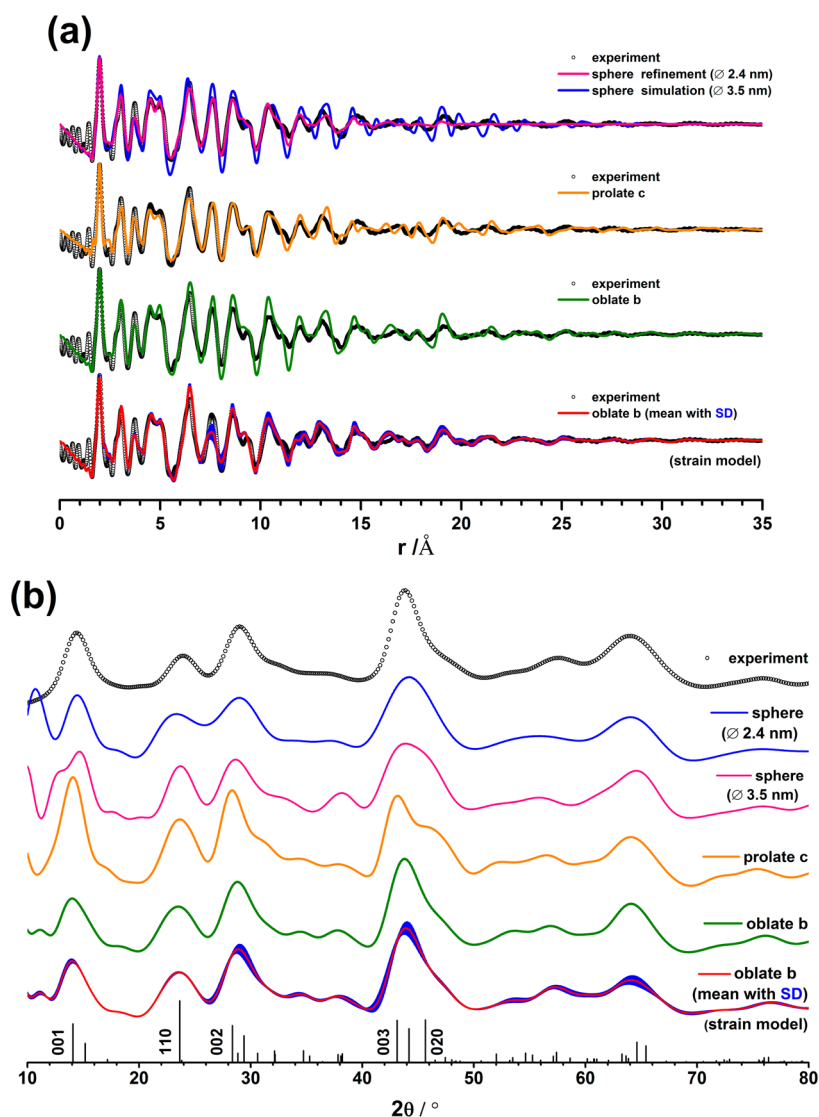 (a)
experiment
sphere refinement (∅ 2.4 nm)
sphere simulation (∅ 3.5 nm)
experiment
prolate c
experiment
oblate b
experiment
oblate b (mean with SD)
(strain model)
0 5 10 15 20 25 30 35
r /Å
(b)
experiment
sphere
(∅ 2.4 nm)
sphere
(∅ 3.5 nm)
prolate c
oblate b
oblate b
(mean with SD)
(strain model)
001 110 002 003 020
10 20 30 40 50 60 70 80
2θ / °